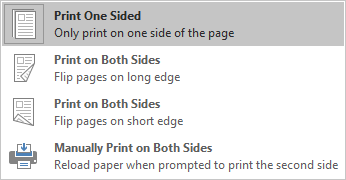 Print One Sided
Only print on one side of the page
Print on Both Sides
Flip pages on long edge
Print on Both Sides
Flip pages on short edge
Manually Print on Both Sides
Reload paper when prompted to print the second side